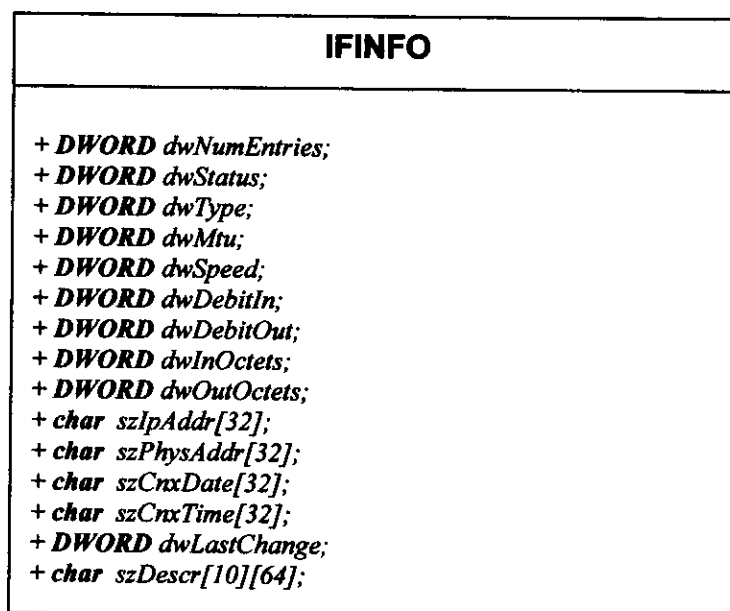 IFINFO
+ DWORD dwNumEntries;
+ DWORD dwStatus;
+ DWORD dwType;
+ DWORD dwMtu;
+ DWORD dwSpeed;
+ DWORD dwDebitIn;
+ DWORD dwDebitOut;
+ DWORD dwInOctets;
+ DWORD dwOutOctets;
+ char szIpAddr[32];
+ char szPhysAddr[32];
+ char szCnxDate[32];
+ char szCnxTime[32];
+ DWORD dwLastChange;
+ char szDescr[10][64];